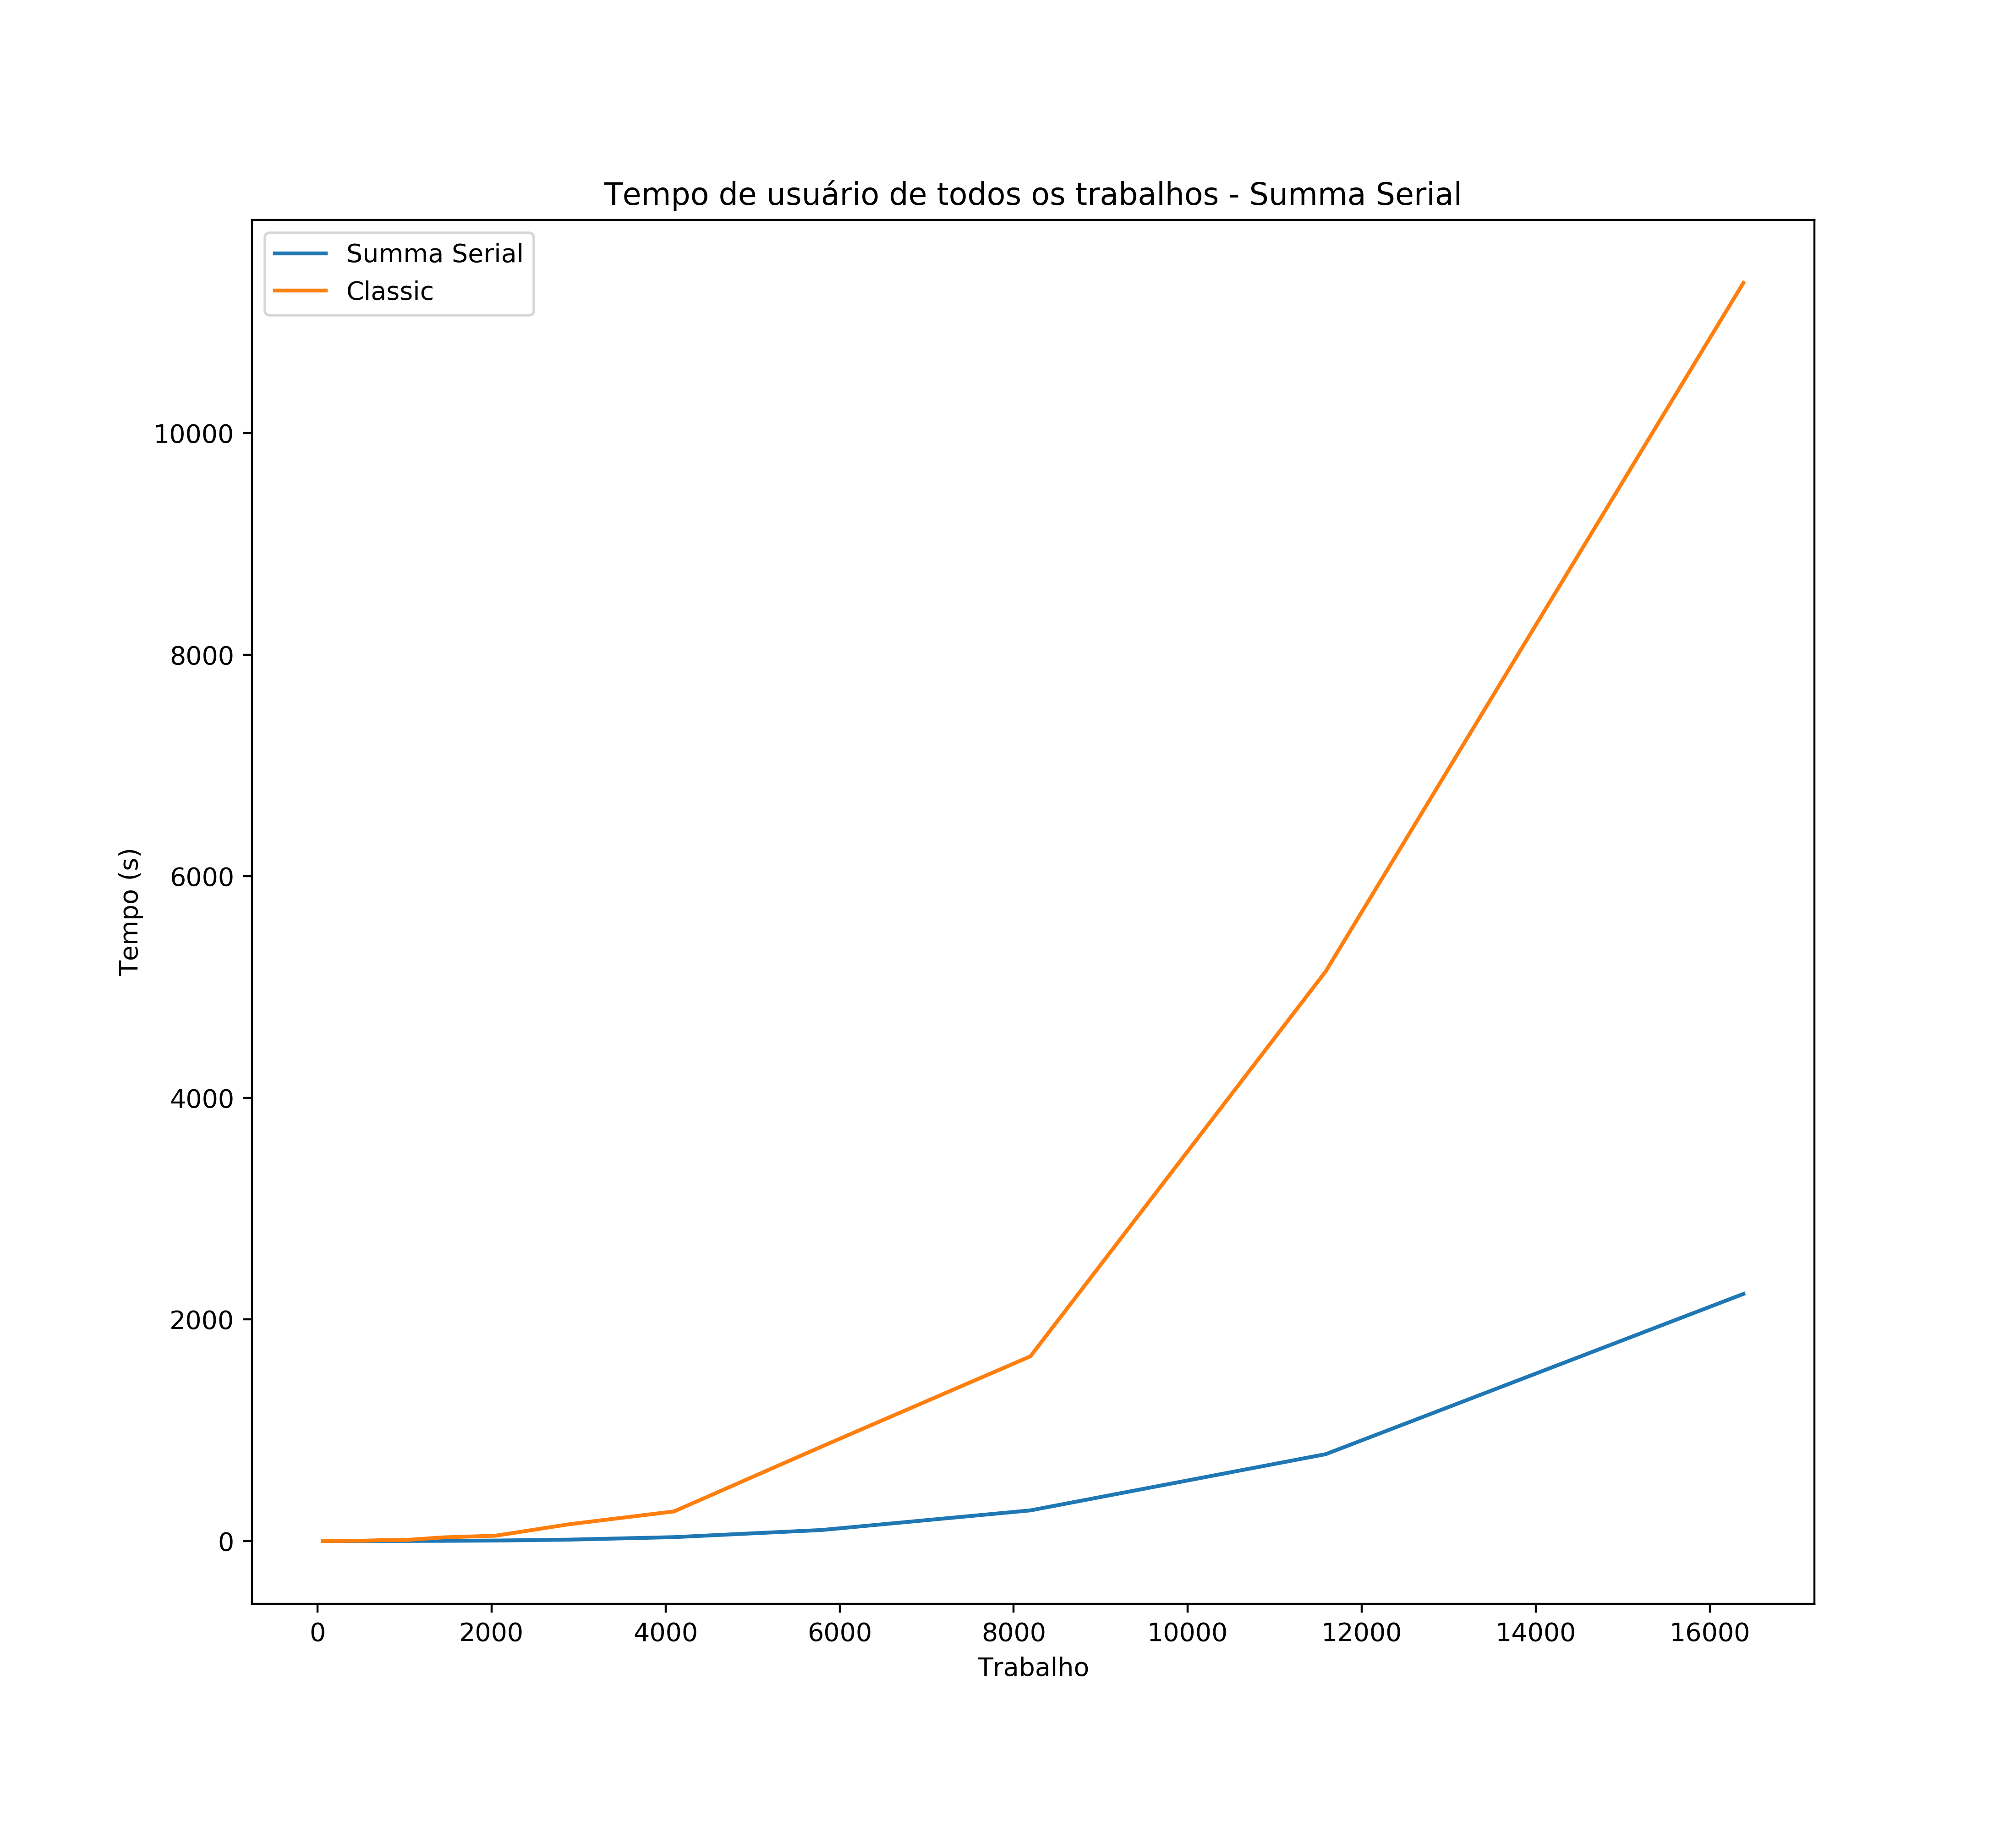 Tempo de usuário de todos os trabalhos - Summa Serial
Summa Serial
Classic
10000
8000
6000
4000
2000
0
Tempo (s)
0 2000 4000 6000 8000 10000 12000 14000 16000
Trabalho